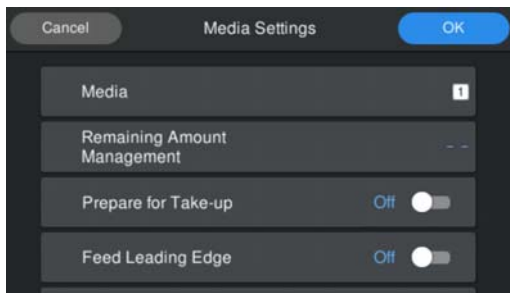 Cancel Media Settings OK
Media 1
Remaining Amount
Management - -
Prepare for Take-up Off
Feed Leading Edge Off